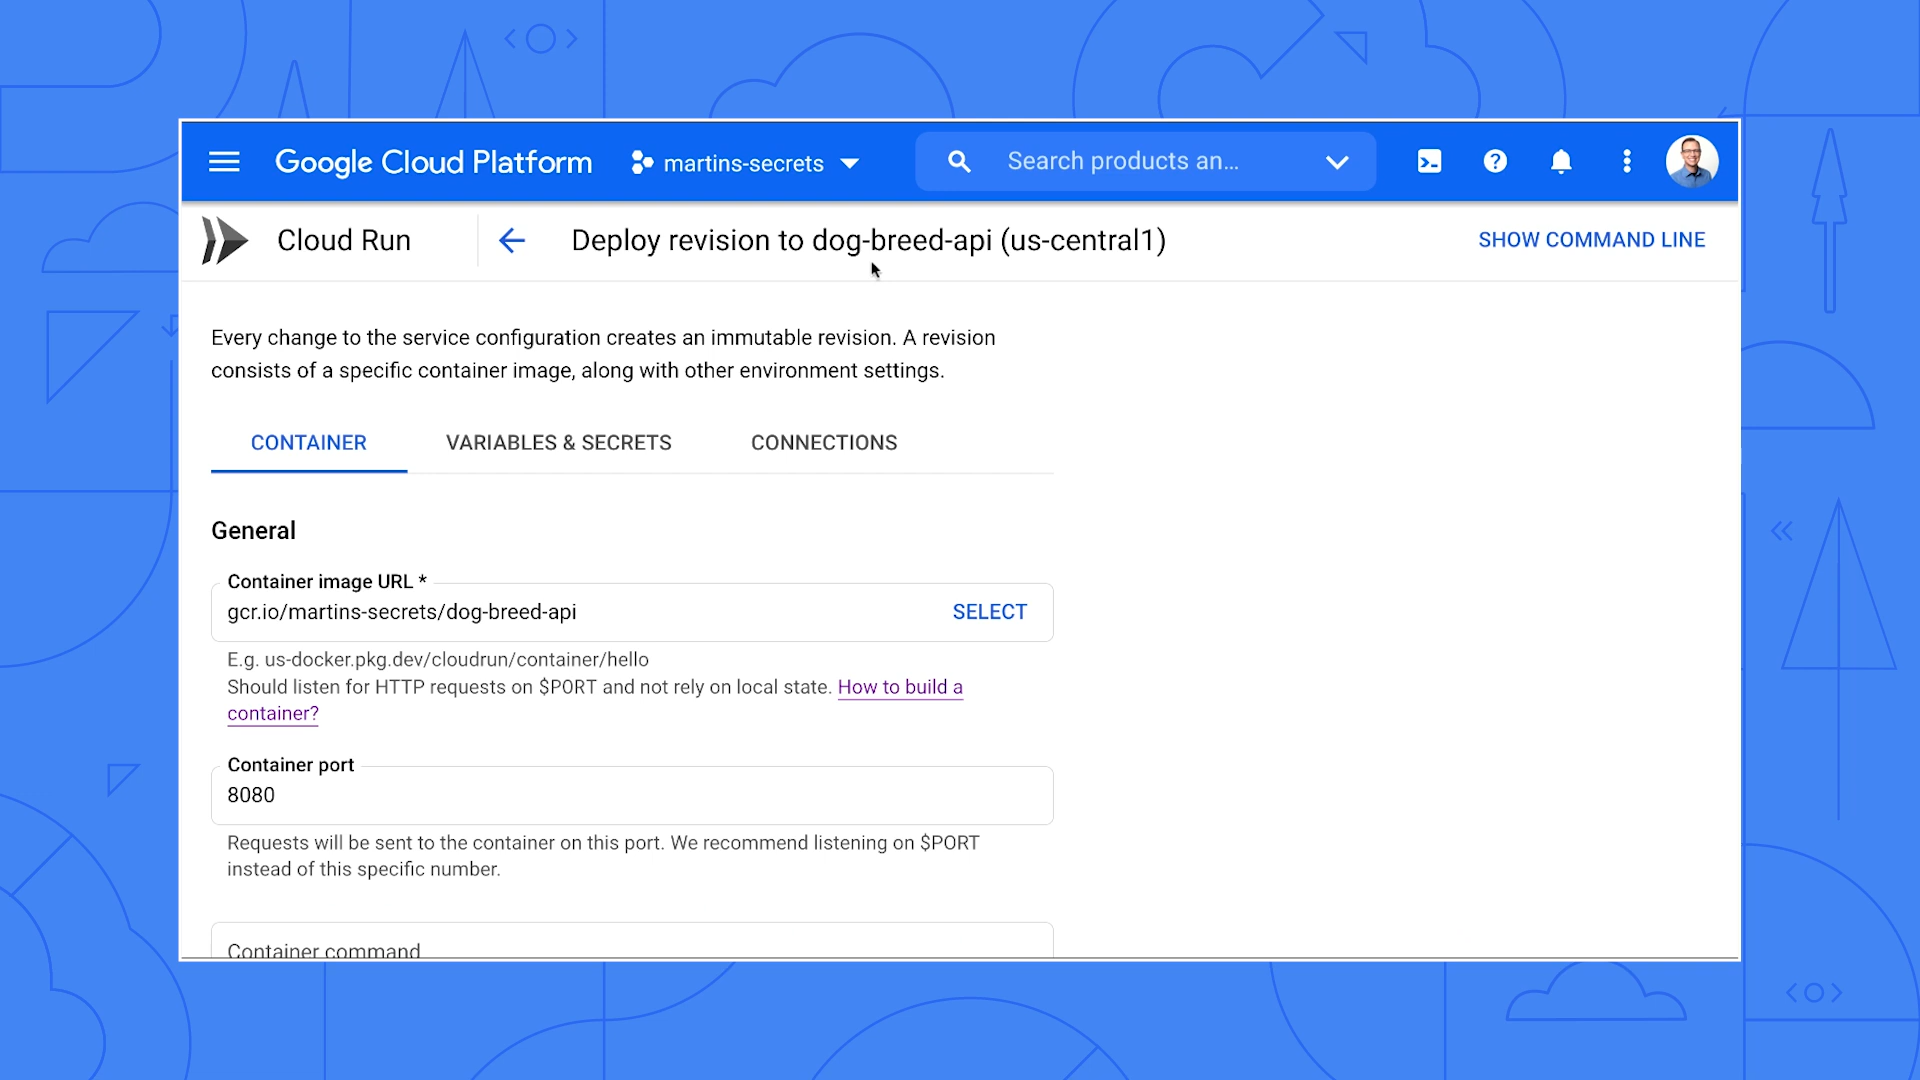 Google Cloud Platform
martins-secrets
Search products an...
Cloud Run
Deploy revision to dog-breed-api (us-central1)
SHOW COMMAND LINE
Every change to the service configuration creates an immutable revision. A revision
consists of a specific container image, along with other environment settings.
CONTAINER
VARIABLES & SECRETS
CONNECTIONS
General
Container image URL *
gcr.io/martins-secrets/dog-breed-api
SELECT
E.g. us-docker.pkg.dev/cloudrun/container/hello
Should listen for HTTP requests on $PORT and not rely on local state. How to build a
container?
Container port
8080
Requests will be sent to the container on this port. We recommend listening on $PORT
instead of this specific number.
Container command